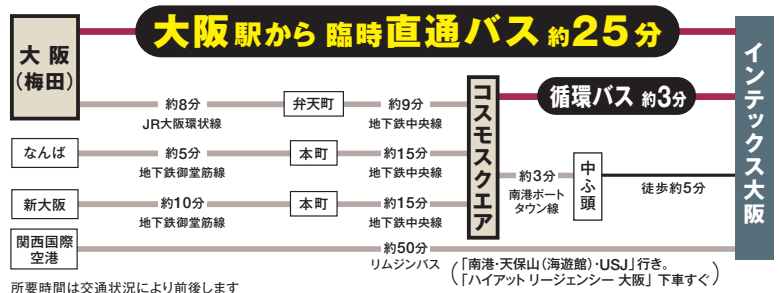 大阪駅から 臨時直通バス 約25分
大阪
(梅田)
約8分
JR大阪環状線
弁天町
約9分
地下鉄中央線
コスモスクエア
循環バス 約3分
インテックス大阪
なんば
約5分
地下鉄御堂筋線
本町
約15分
地下鉄中央線
約3分
南港ポート
タウン線
中ふ頭
徒歩約5分
新大阪
約10分
地下鉄御堂筋線
本町
約15分
地下鉄中央線
関西国際
空港
約50分
リムジンバス
(「南港・天保山(海遊館)・USJ」行き。
「ハイアット リージェンシー 大阪」下車すぐ)
所要時間は交通状況により前後します